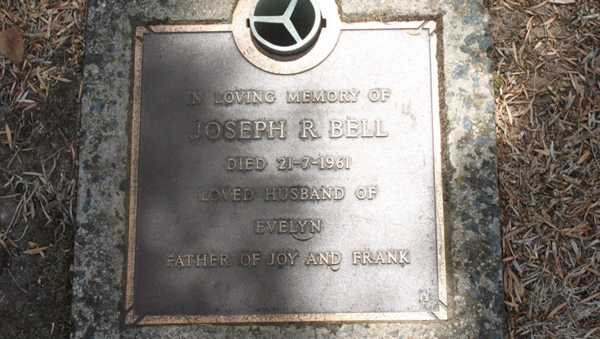 IN LOVING MEMORY OF
JOSEPH R. BELL
DIED 21-7-1961
LOVED HUSBAND OF
EVELYN
FATHER OF JOY AND FRANK